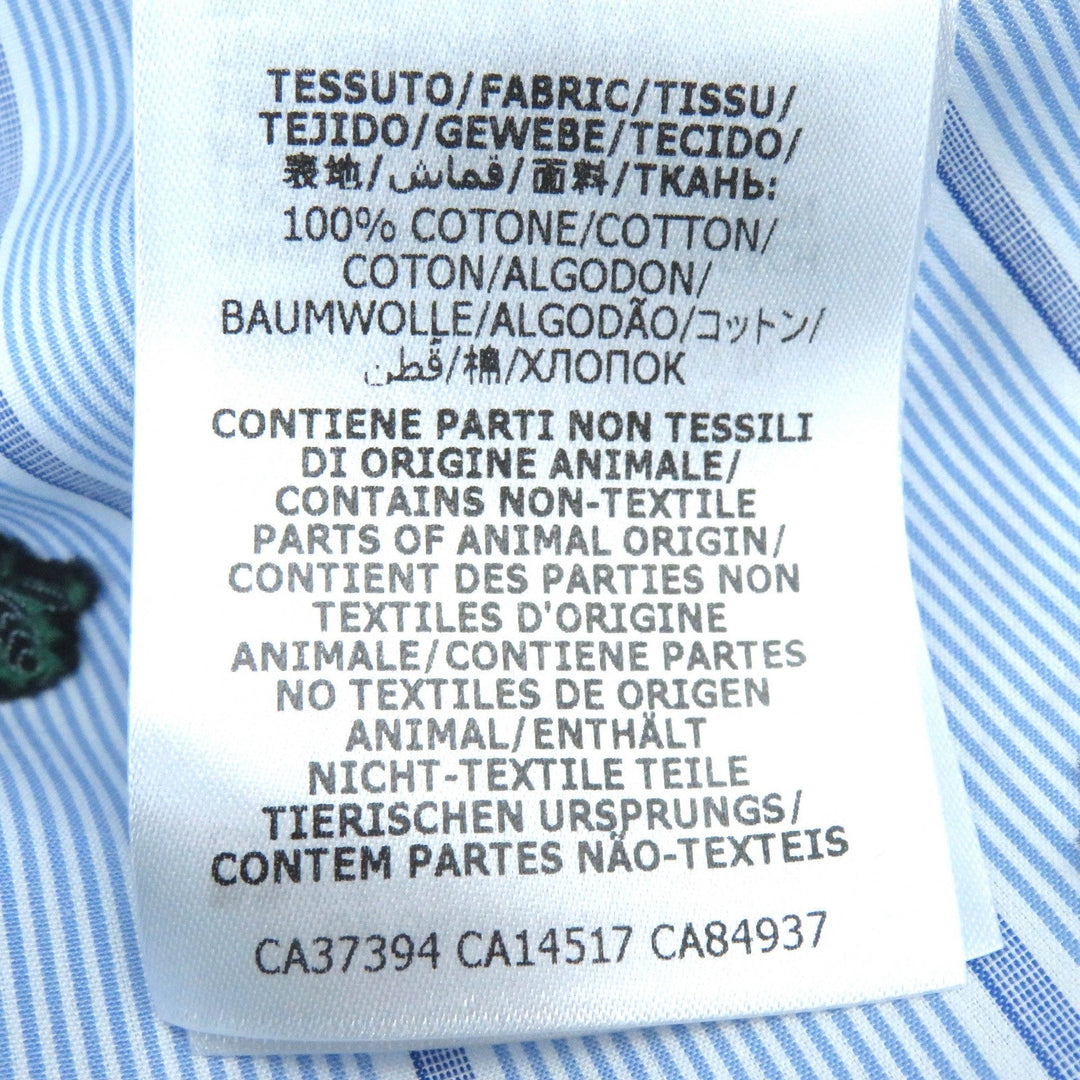 TESSUTO/FABRIC/TISSU/
TEJIDO/GEWEBE/TECIDO/
表地/قماش/面料/ТКАНЬ:
100% COTONE/COTTON/
COTON/ALGODON/
BAUMWOLLE/ALGODÃO/コットン/
قطن/棉/ХЛОПОК
CONTIENE PARTI NON TESSILI
DI ORIGINE ANIMALE/
CONTAINS NON-TEXTILE
PARTS OF ANIMAL ORIGIN/
CONTIENT DES PARTIES NON
TEXTILES D'ORIGINE
ANIMALE/CONTIENE PARTES
NO TEXTILES DE ORIGEN
ANIMAL/ENTHÄLT
NICHT-TEXTILE TEILE
TIERISCHEN URSPRUNGS/
CONTEM PARTES NÃO-TEXTEIS
CA37394 CA14517 CA84937